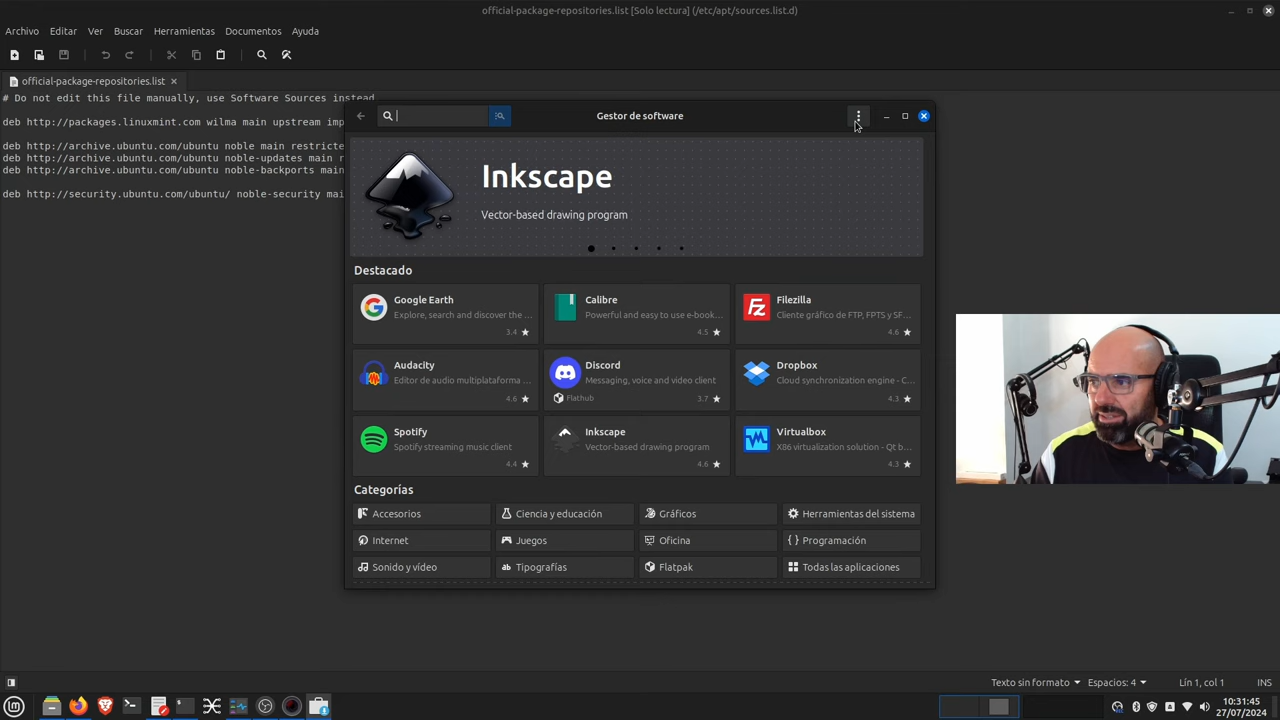 official-package-repositories.list [Solo lectura] (/etc/apt/sources.list.d)
Archivo Editar Ver Buscar Herramientas Documentos Ayuda
official-package-repositories.list
# Do not edit this file manually, use Software Sources instead.
deb http://packages.linuxmint.com wilma main upstream imp
deb http://archive.ubuntu.com/ubuntu noble main restricte
deb http://archive.ubuntu.com/ubuntu noble-updates main r
deb http://archive.ubuntu.com/ubuntu noble-backports main
deb http://security.ubuntu.com/ubuntu/ noble-security mai
Gestor de software
Inkscape
Vector-based drawing program
Destacado
Google Earth
Explore, search and discover the ...
3.4
Calibre
Powerful and easy to use e-book...
4.5
Filezilla
Cliente gráfico de FTP, FPTS y SF...
4.6
Audacity
Editor de audio multiplataforma ...
4.6
Discord
Messaging, voice and video client
Flathub
3.7
Dropbox
Cloud synchronization engine - C...
4.3
Spotify
Spotify streaming music client
4.4
Inkscape
Vector-based drawing program
4.6
Virtualbox
X86 virtualization solution - Qt b...
4.3
Categorías
Accesorios Ciencia y educación Gráficos Herramientas del sistema
Internet Juegos Oficina Programación
Sonido y vídeo Tipografías Flatpak Todas las aplicaciones
Texto sin formato Espacios: 4 Lín 1, col 1 INS
10:31:45
27/07/2024